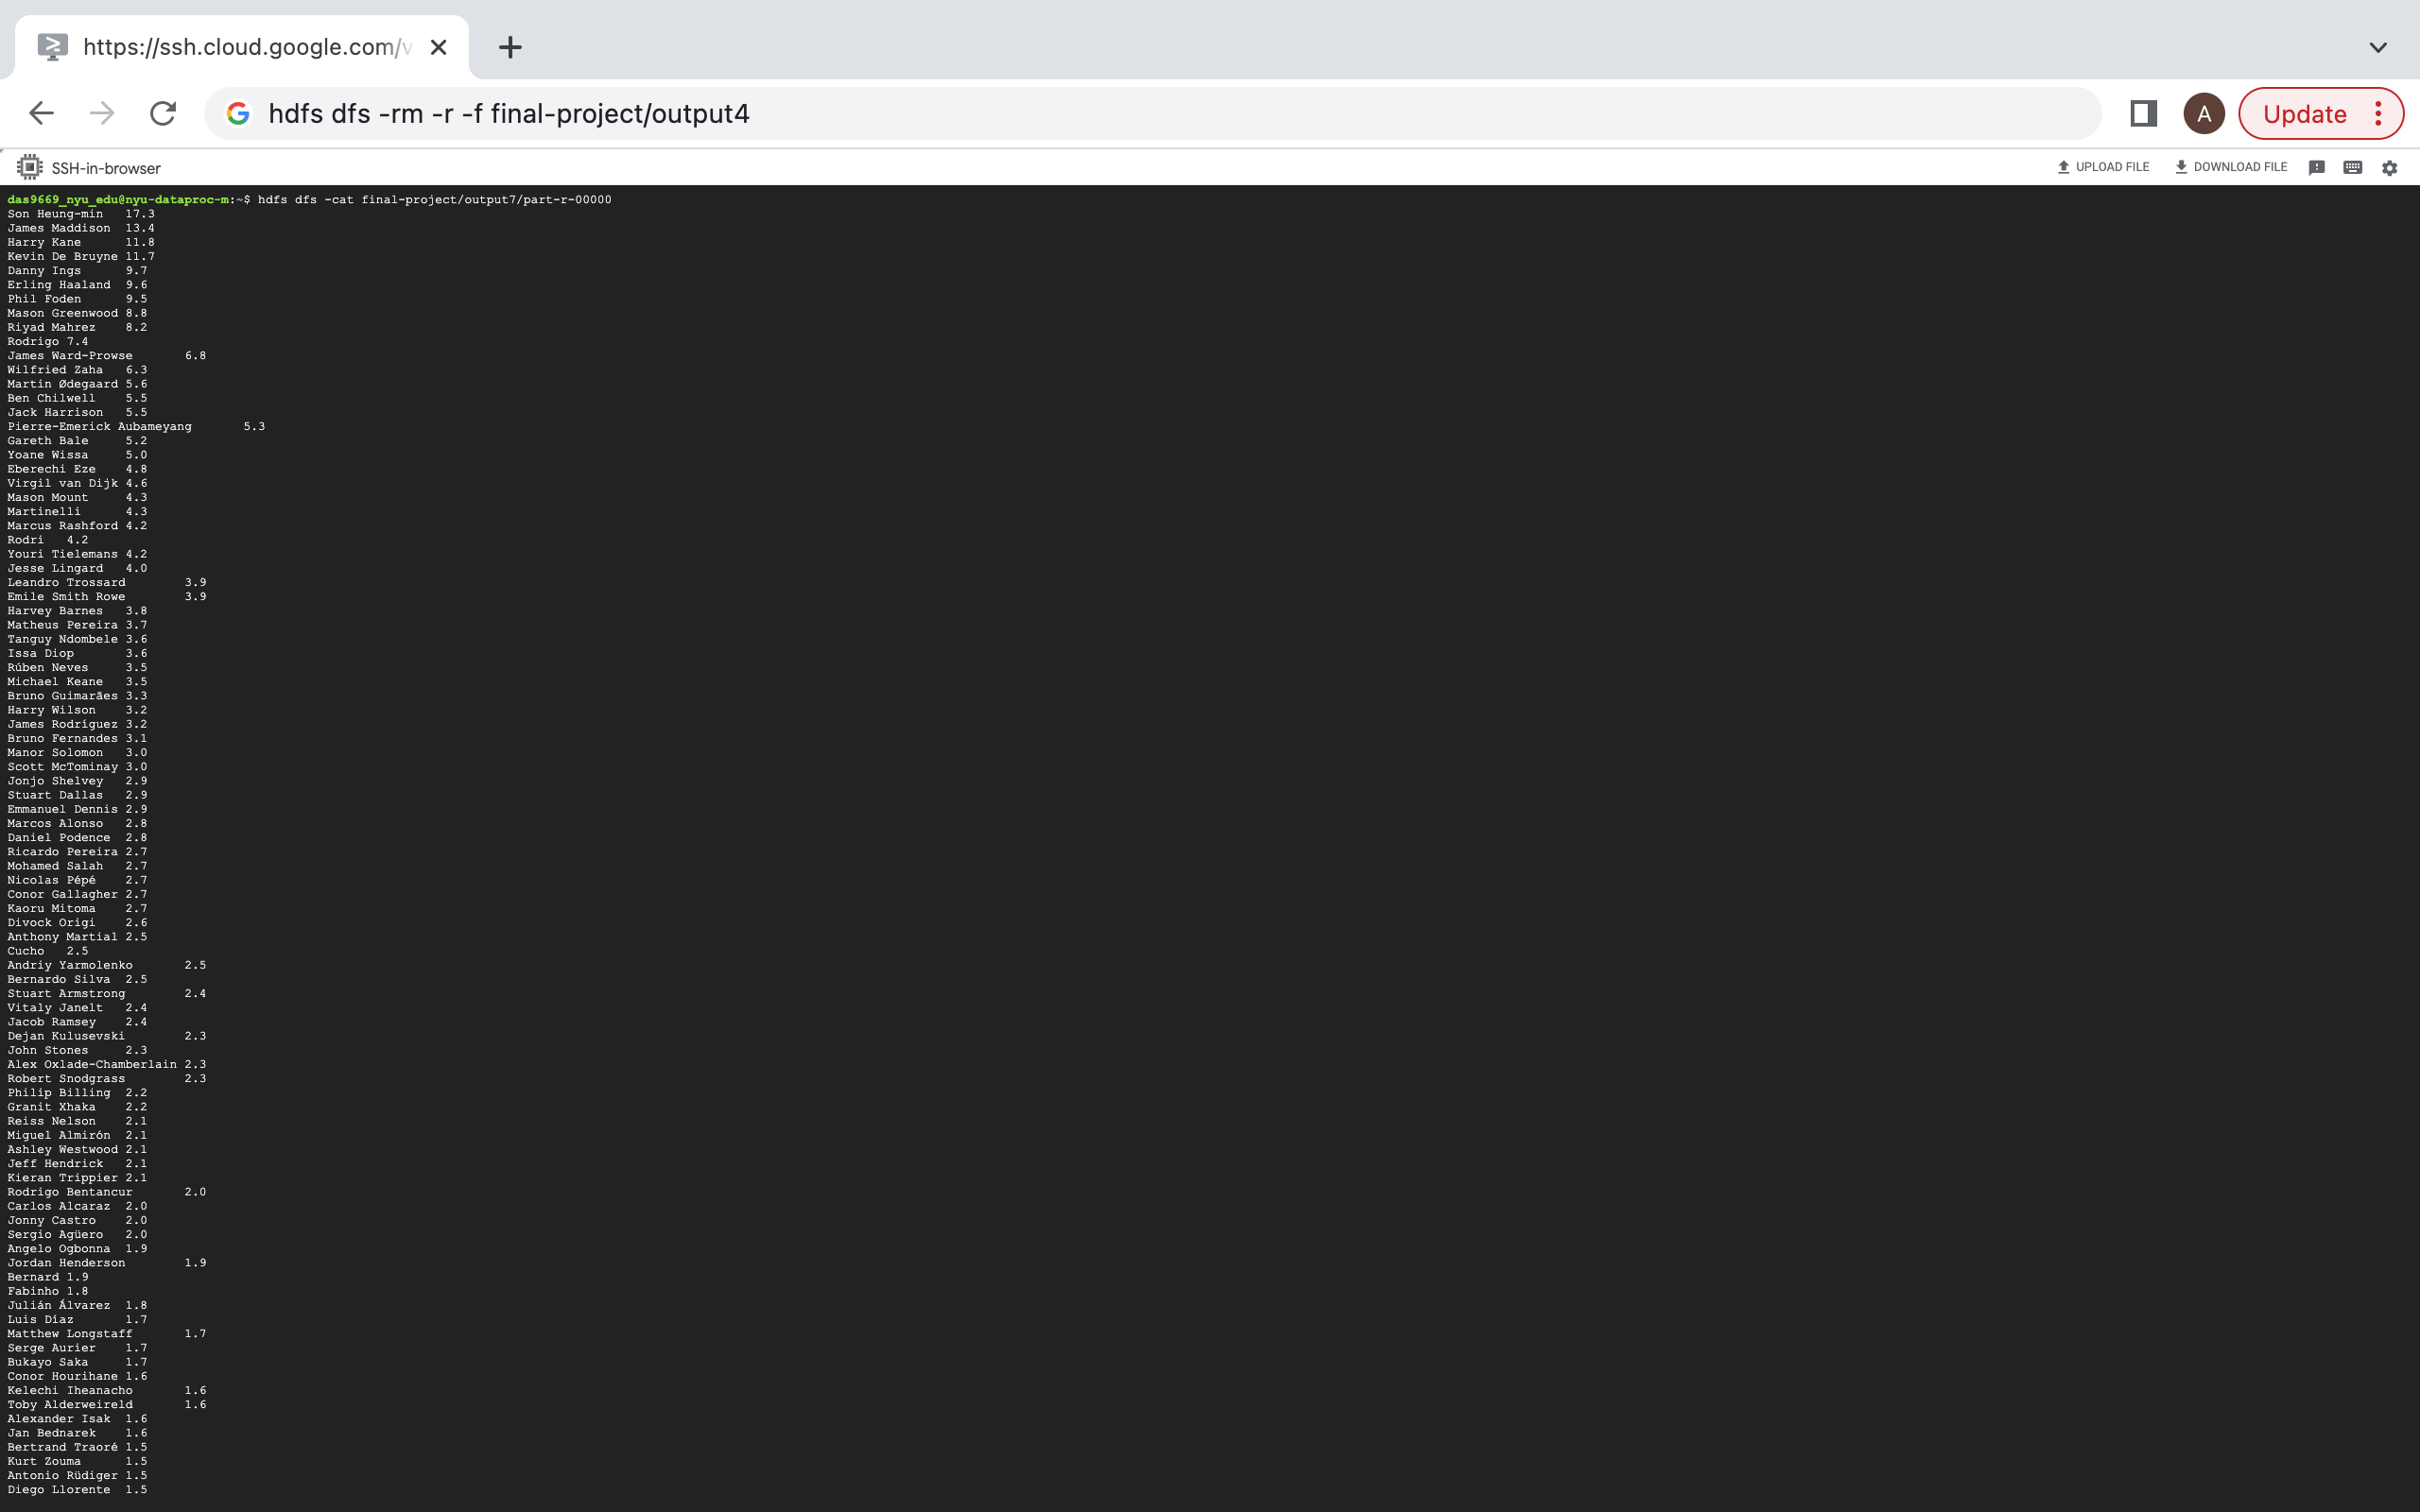 https://ssh.cloud.google.com/v
hdfs dfs -rm -r -f final-project/output4
A
Update
SSH-in-browser
UPLOAD FILE
DOWNLOAD FILE
das9669_nyu_edu@nyu-dataproc-m:~$ hdfs dfs -cat final-project/output7/part-r-00000
Son Heung-min 17.3
James Maddison 13.4
Harry Kane 11.8
Kevin De Bruyne 11.7
Danny Ings 9.7
Erling Haaland 9.6
Phil Foden 9.5
Mason Greenwood 8.8
Riyad Mahrez 8.2
Rodrigo 7.4
James Ward-Prowse 6.8
Wilfried Zaha 6.3
Martin Ødegaard 5.6
Ben Chilwell 5.5
Jack Harrison 5.5
Pierre-Emerick Aubameyang 5.3
Gareth Bale 5.2
Yoane Wissa 5.0
Eberechi Eze 4.8
Virgil van Dijk 4.6
Mason Mount 4.3
Martinelli 4.3
Marcus Rashford 4.2
Rodri 4.2
Youri Tielemans 4.2
Jesse Lingard 4.0
Leandro Trossard 3.9
Emile Smith Rowe 3.9
Harvey Barnes 3.8
Matheus Pereira 3.7
Tanguy Ndombele 3.6
Issa Diop 3.6
Rúben Neves 3.5
Michael Keane 3.5
Bruno Guimarães 3.3
Harry Wilson 3.2
James Rodríguez 3.2
Bruno Fernandes 3.1
Manor Solomon 3.0
Scott McTominay 3.0
Jonjo Shelvey 2.9
Stuart Dallas 2.9
Emmanuel Dennis 2.9
Marcos Alonso 2.8
Daniel Podence 2.8
Ricardo Pereira 2.7
Mohamed Salah 2.7
Nicolas Pépé 2.7
Conor Gallagher 2.7
Kaoru Mitoma 2.7
Divock Origi 2.6
Anthony Martial 2.5
Cucho 2.5
Andriy Yarmolenko 2.5
Bernardo Silva 2.5
Stuart Armstrong 2.4
Vitaly Janelt 2.4
Jacob Ramsey 2.4
Dejan Kulusevski 2.3
John Stones 2.3
Alex Oxlade-Chamberlain 2.3
Robert Snodgrass 2.3
Philip Billing 2.2
Granit Xhaka 2.2
Reiss Nelson 2.1
Miguel Almirón 2.1
Ashley Westwood 2.1
Jeff Hendrick 2.1
Kieran Trippier 2.1
Rodrigo Bentancur 2.0
Carlos Alcaraz 2.0
Jonny Castro 2.0
Sergio Agüero 2.0
Angelo Ogbonna 1.9
Jordan Henderson 1.9
Bernard 1.9
Fabinho 1.8
Julián Álvarez 1.8
Luis Díaz 1.7
Matthew Longstaff 1.7
Serge Aurier 1.7
Bukayo Saka 1.7
Conor Hourihane 1.6
Kelechi Iheanacho 1.6
Toby Alderweireld 1.6
Alexander Isak 1.6
Jan Bednarek 1.6
Bertrand Traoré 1.5
Kurt Zouma 1.5
Antonio Rüdiger 1.5
Diego Llorente 1.5